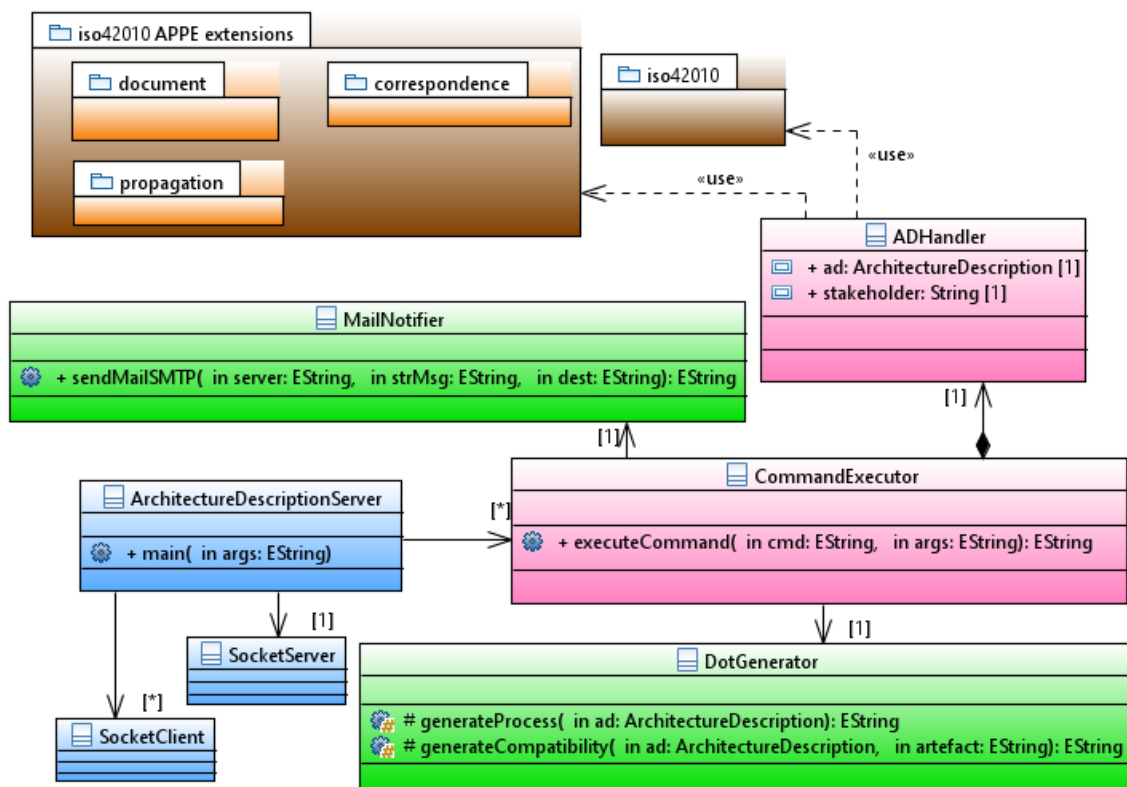 iso42010 APPE extensions
document
correspondence
propagation
iso42010
«use»
«use»
ADHandler
+ ad: ArchitectureDescription [1]
+ stakeholder: String [1]
MailNotifier
+ sendMailSMTP( in server: EString, in strMsg: EString, in dest: EString): EString
[1]
[1]
CommandExecutor
+ executeCommand( in cmd: EString, in args: EString): EString
ArchitectureDescriptionServer
+ main( in args: EString)
[*]
[1]
[1]
SocketServer
[*]
SocketClient
DotGenerator
# generateProcess( in ad: ArchitectureDescription): EString
# generateCompatibility( in ad: ArchitectureDescription, in artefact: EString): EString